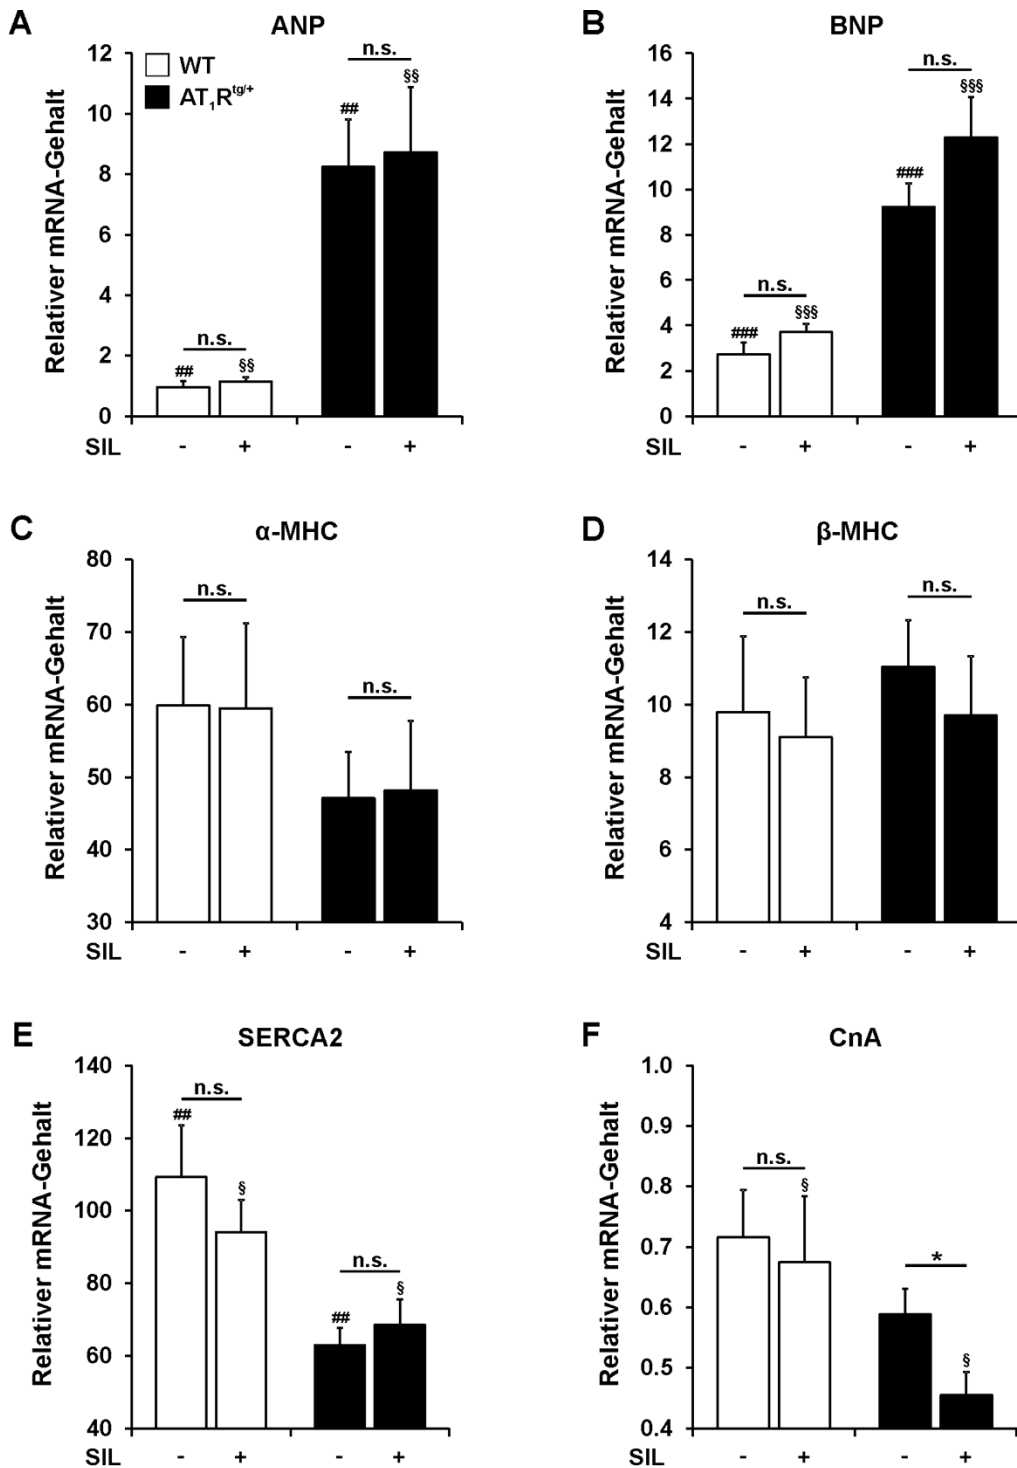 A
ANP
12
10
8
6
4
2
0
Relativer mRNA-Gehalt
WT
AT₁Rᵗᵍ/⁺
n.s.
##
§§
n.s.
##
§§
SIL - + - +
B
BNP
16
14
12
10
8
6
4
2
0
Relativer mRNA-Gehalt
n.s.
###
§§§
n.s.
###
§§§
SIL - + - +
C
α-MHC
80
70
60
50
40
30
Relativer mRNA-Gehalt
n.s.
n.s.
SIL - + - +
D
β-MHC
14
12
10
8
6
4
Relativer mRNA-Gehalt
n.s.
n.s.
SIL - + - +
E
SERCA2
140
120
100
80
60
40
Relativer mRNA-Gehalt
n.s.
##
§
n.s.
##
§
SIL - + - +
F
CnA
1.0
0.9
0.8
0.7
0.6
0.5
0.4
Relativer mRNA-Gehalt
n.s.
§
*
§
SIL - + - +